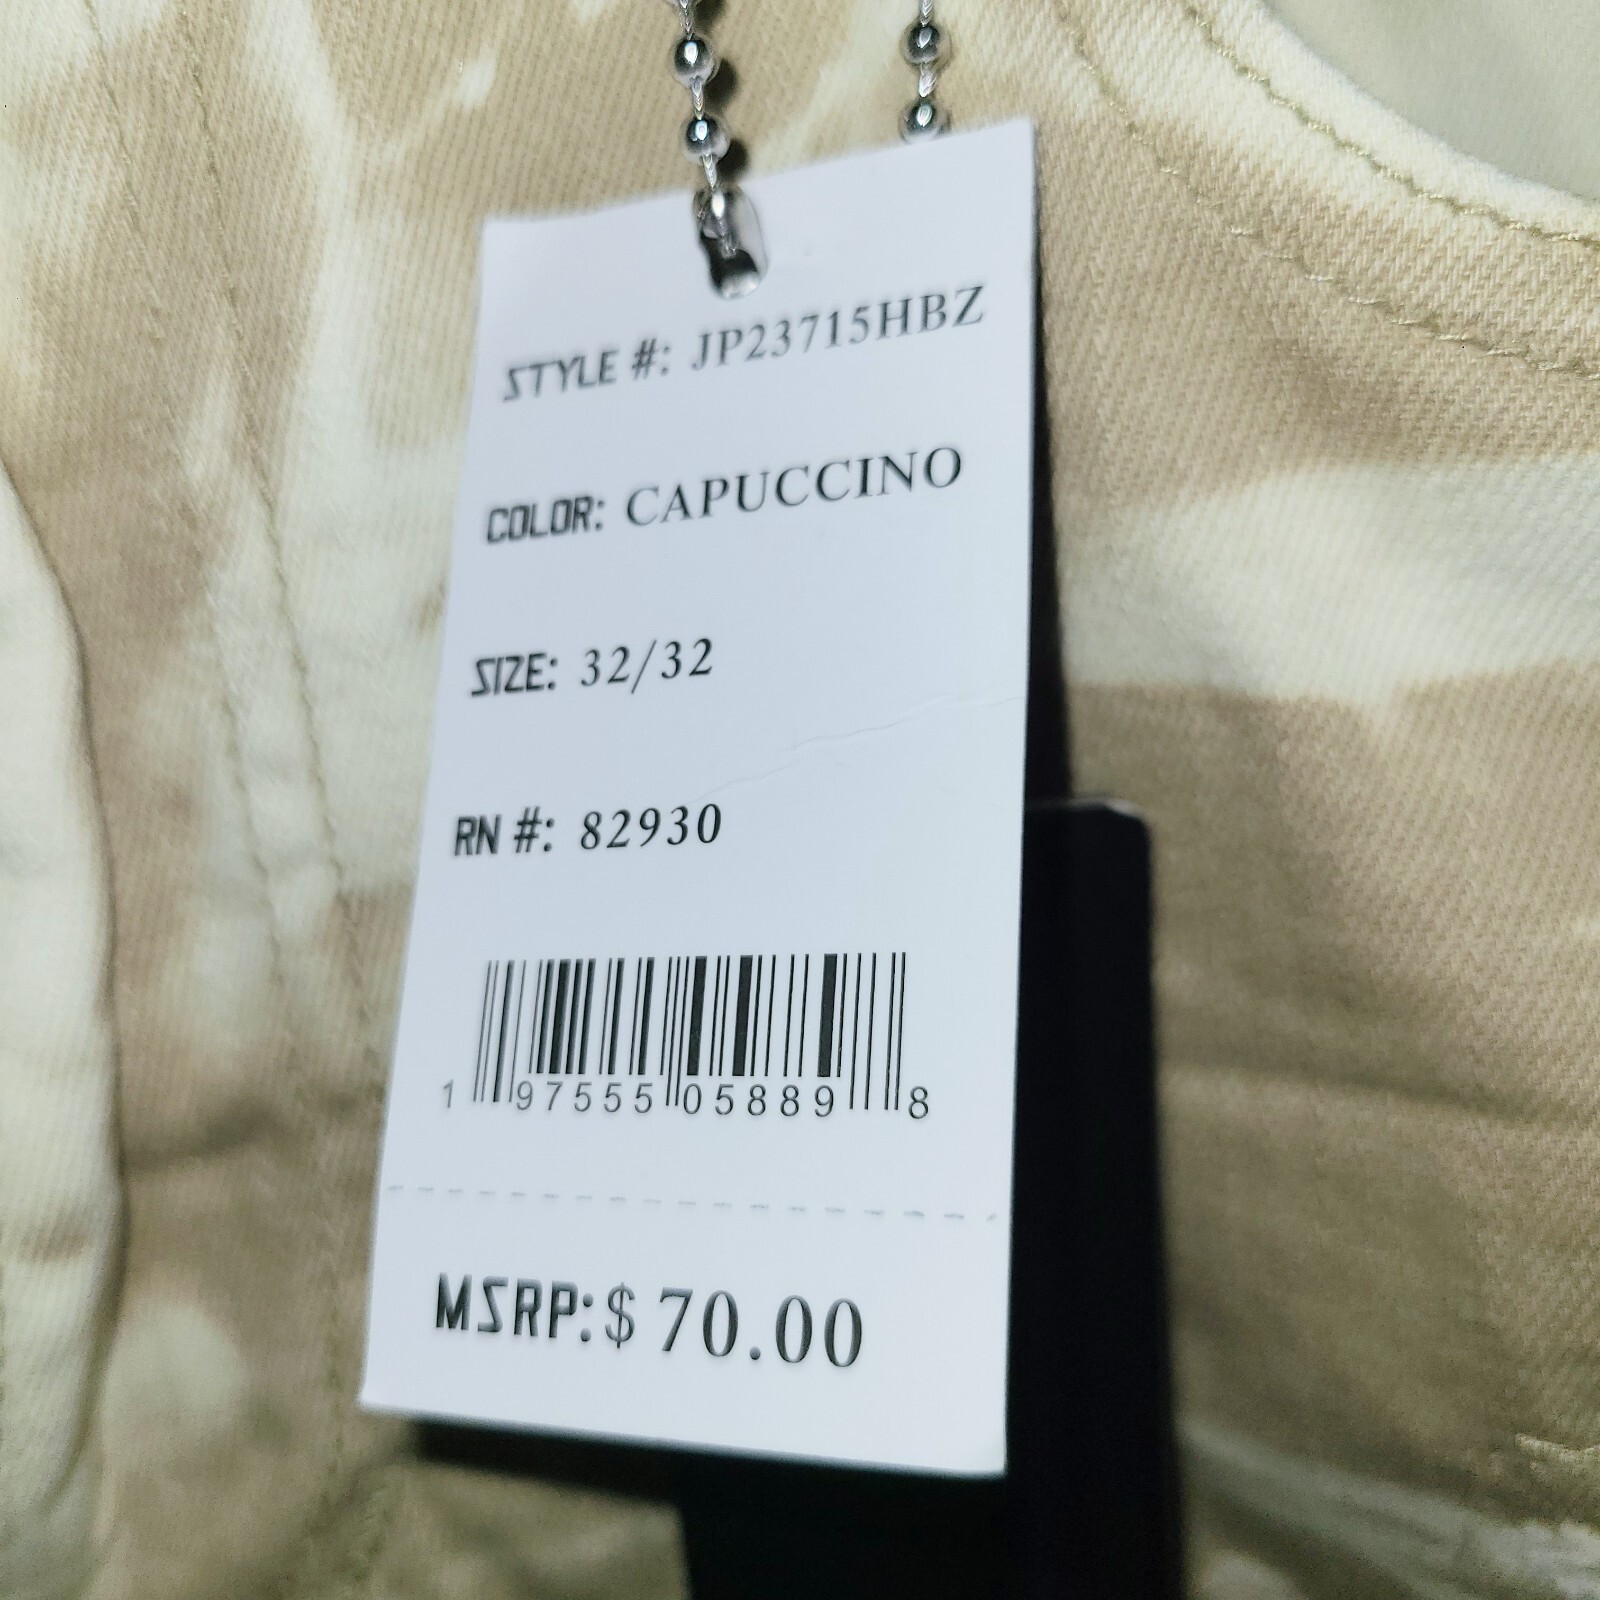 STYLE #: JP23715HBZ
COLOR: CAPUCCINO
SIZE: 32/32
RN #: 82930
1 97555 05889 8
MSRP:$ 70.00